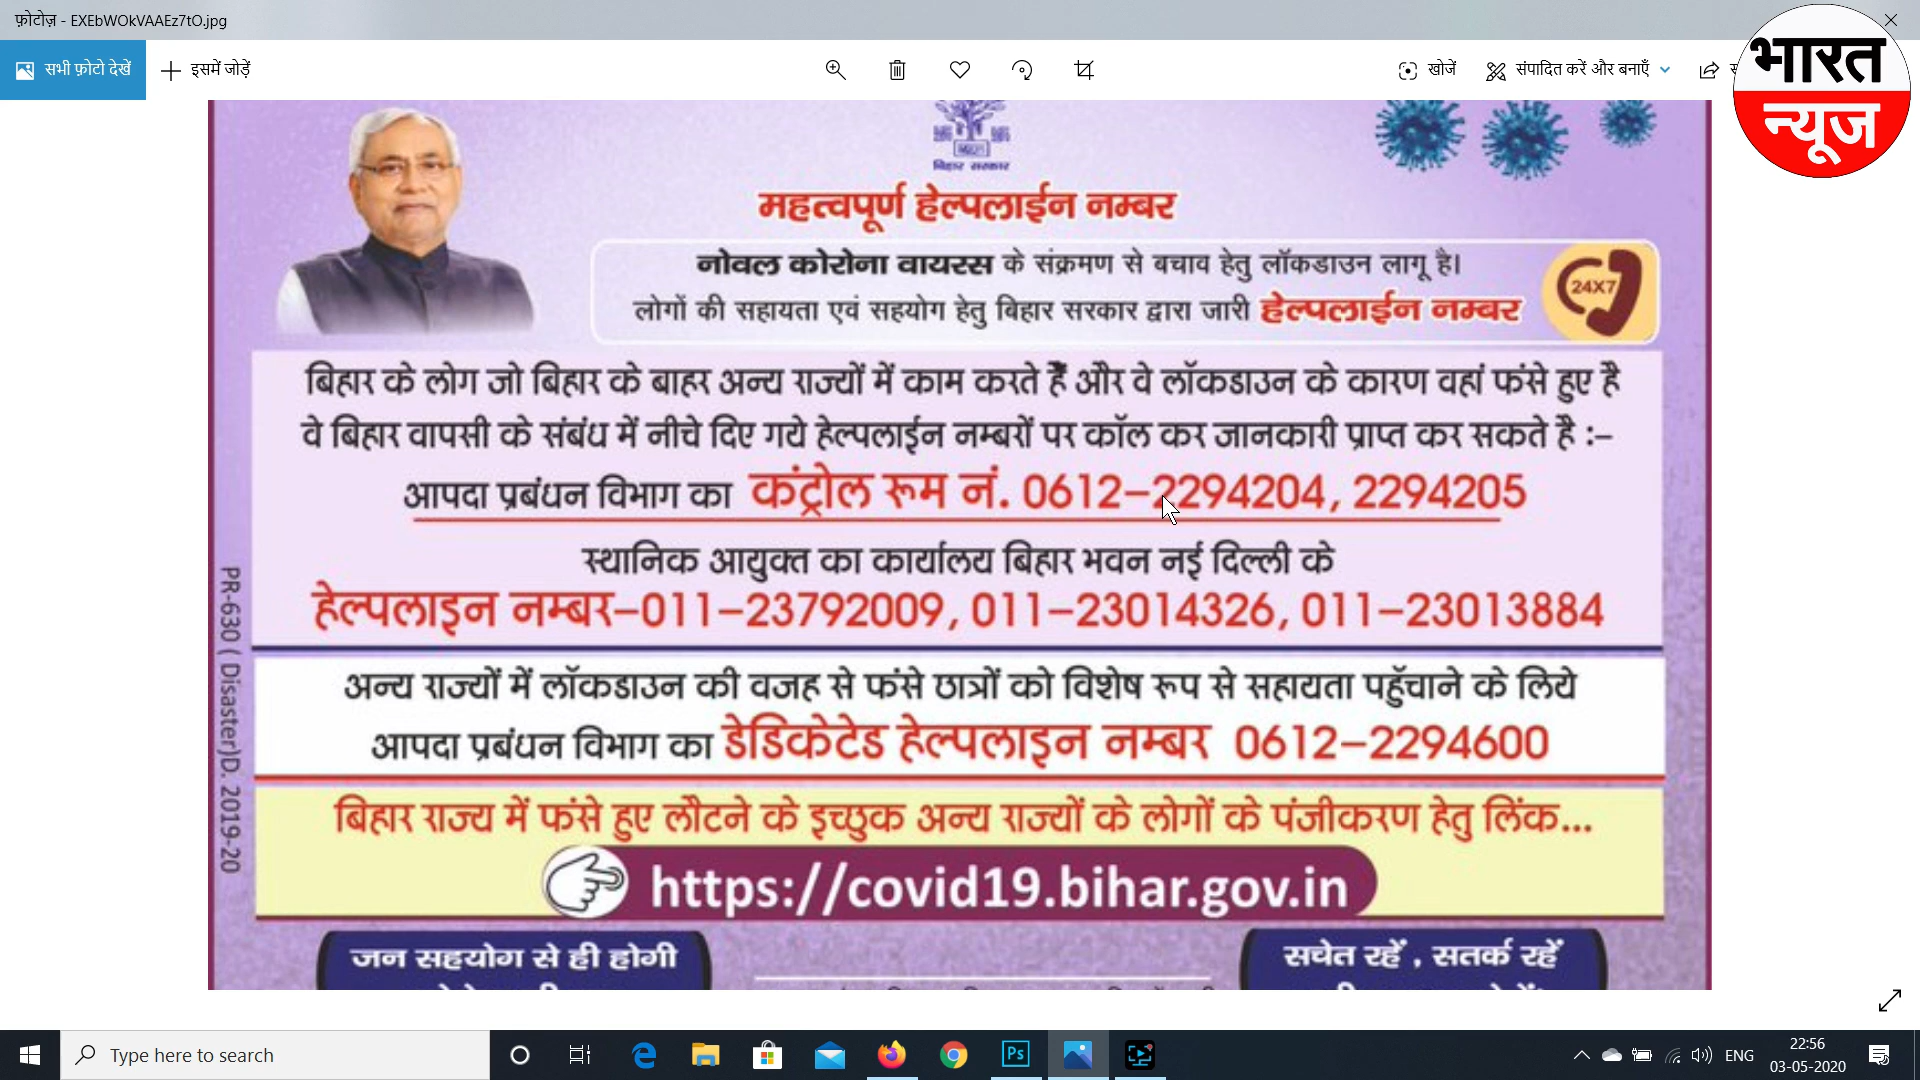 फ़ोटोज़ - EXEbWOkVAAEz7tO.jpg
सभी फ़ोटो देखें
इसमें जोड़ें
खोजें
संपादित करें और बनाएँ
भारत
न्यूज
बिहार सरकार
महत्वपूर्ण हेल्पलाईन नम्बर
नोवल कोरोना वायरस के संक्रमण से बचाव हेतु लॉकडाउन लागू है।
लोगों की सहायता एवं सहयोग हेतु बिहार सरकार द्वारा जारी हेल्पलाईन नम्बर
24X7
बिहार के लोग जो बिहार के बाहर अन्य राज्यों में काम करते हैं और वे लॉकडाउन के कारण वहां फंसे हुए है
वे बिहार वापसी के संबंध में नीचे दिए गये हेल्पलाईन नम्बरों पर कॉल कर जानकारी प्राप्त कर सकते है :–
आपदा प्रबंधन विभाग का कंट्रोल रूम नं. 0612–2294204, 2294205
स्थानिक आयुक्त का कार्यालय बिहार भवन नई दिल्ली के
हेल्पलाइन नम्बर–011–23792009, 011–23014326, 011–23013884
अन्य राज्यों में लॉकडाउन की वजह से फंसे छात्रों को विशेष रूप से सहायता पहुँचाने के लिये
आपदा प्रबंधन विभाग का डेडिकेटेड हेल्पलाइन नम्बर 0612–2294600
बिहार राज्य में फंसे हुए लौटने के इच्छुक अन्य राज्यों के लोगों के पंजीकरण हेतु लिंक...
https://covid19.bihar.gov.in
PR-630 ( Disaster)D. 2019-20
जन सहयोग से ही होगी
सचेत रहें , सतर्क रहें
Type here to search
Ps
ENG
22:56
03-05-2020